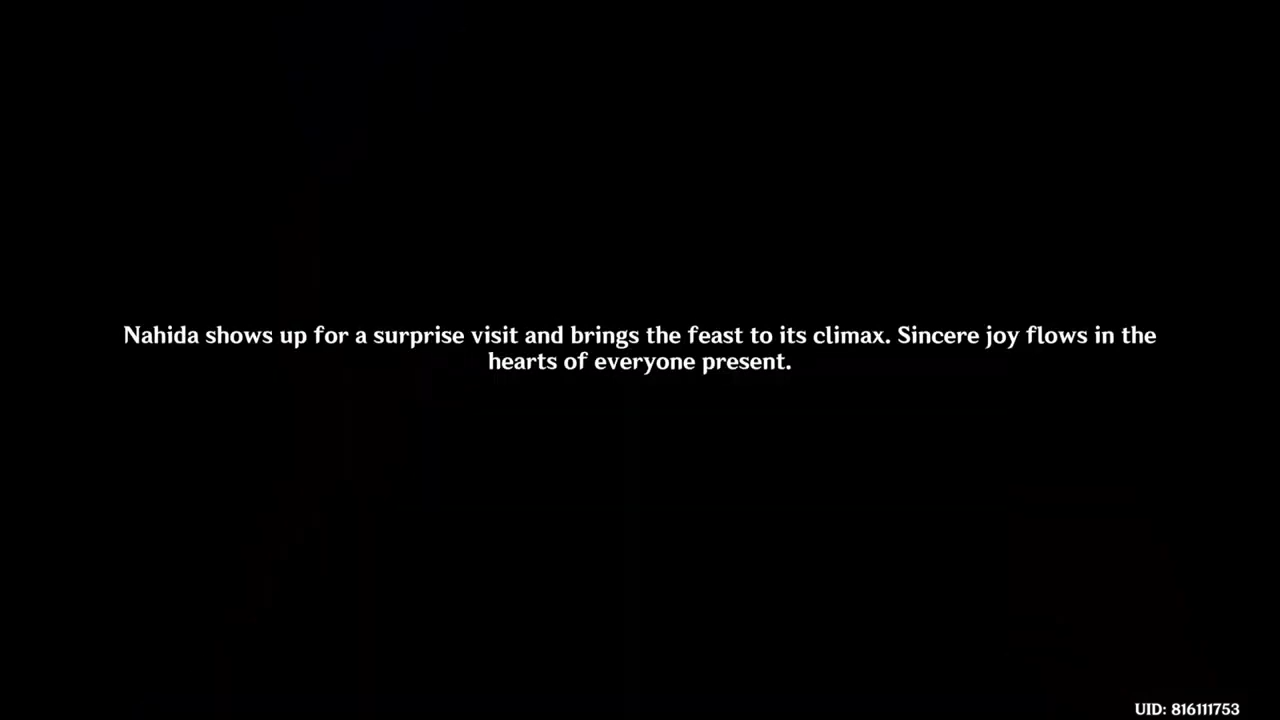 Nahida shows up for a surprise visit and brings the feast to its climax. Sincere joy flows in the
hearts of everyone present.
UID: 816111753